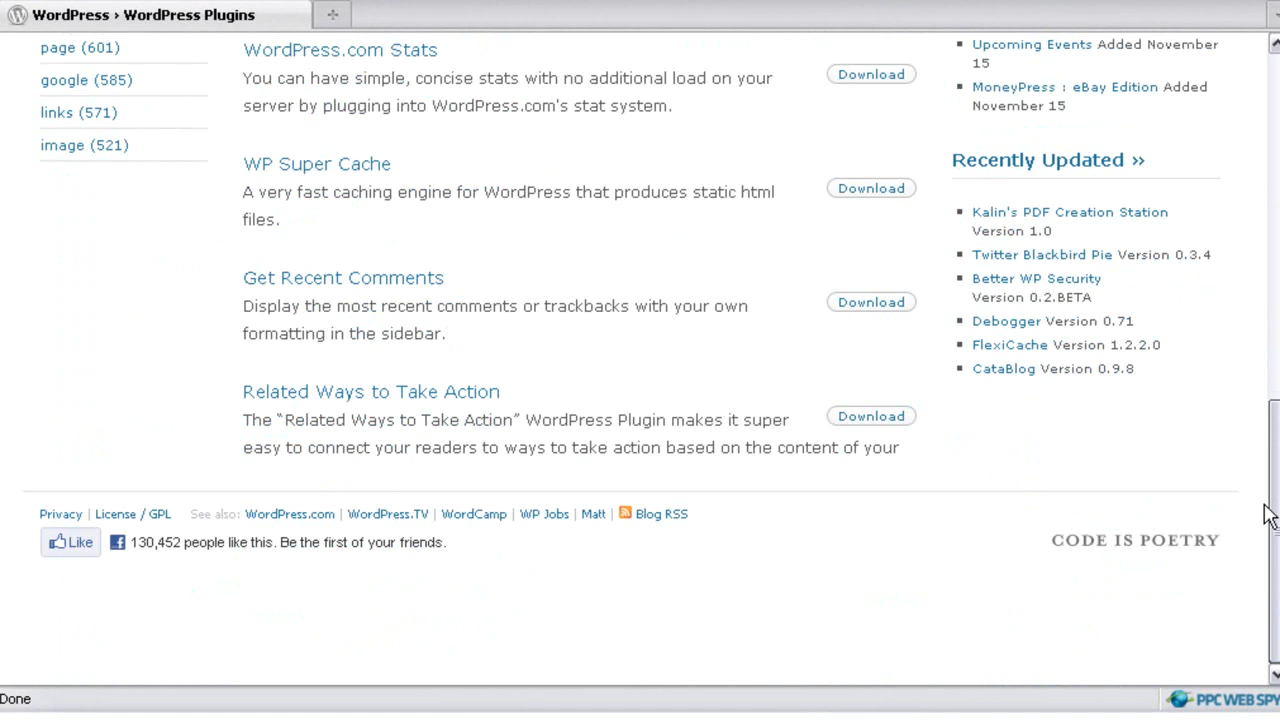 WordPress › WordPress Plugins
page (601)
google (585)
links (571)
image (521)
WordPress.com Stats
You can have simple, concise stats with no additional load on your
server by plugging into WordPress.com's stat system.
Download
WP Super Cache
A very fast caching engine for WordPress that produces static html
files.
Download
Get Recent Comments
Display the most recent comments or trackbacks with your own
formatting in the sidebar.
Download
Related Ways to Take Action
The “Related Ways to Take Action” WordPress Plugin makes it super
easy to connect your readers to ways to take action based on the content of your
Download
Upcoming Events Added November
15
MoneyPress : eBay Edition Added
November 15
Recently Updated »
Kalin's PDF Creation Station
Version 1.0
Twitter Blackbird Pie Version 0.3.4
Better WP Security
Version 0.2.BETA
Debogger Version 0.71
FlexiCache Version 1.2.2.0
CataBlog Version 0.9.8
Privacy | License / GPL See also: WordPress.com | WordPress.TV | WordCamp | WP Jobs | Matt | Blog RSS
Like 130,452 people like this. Be the first of your friends.
CODE IS POETRY
Done
PPC WEB SPY